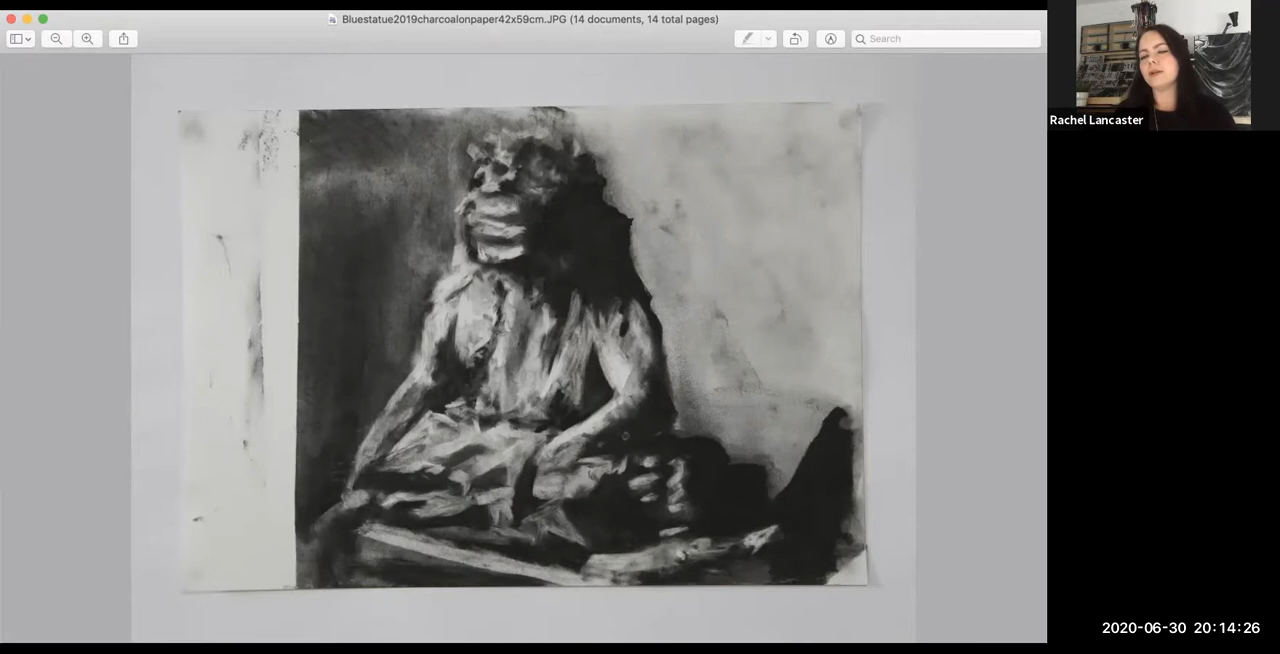 Bluestatue2019charcoalonpaper42x59cm.JPG (14 documents, 14 total pages)
Search
Rachel Lancaster
2020-06-30 20:14:26